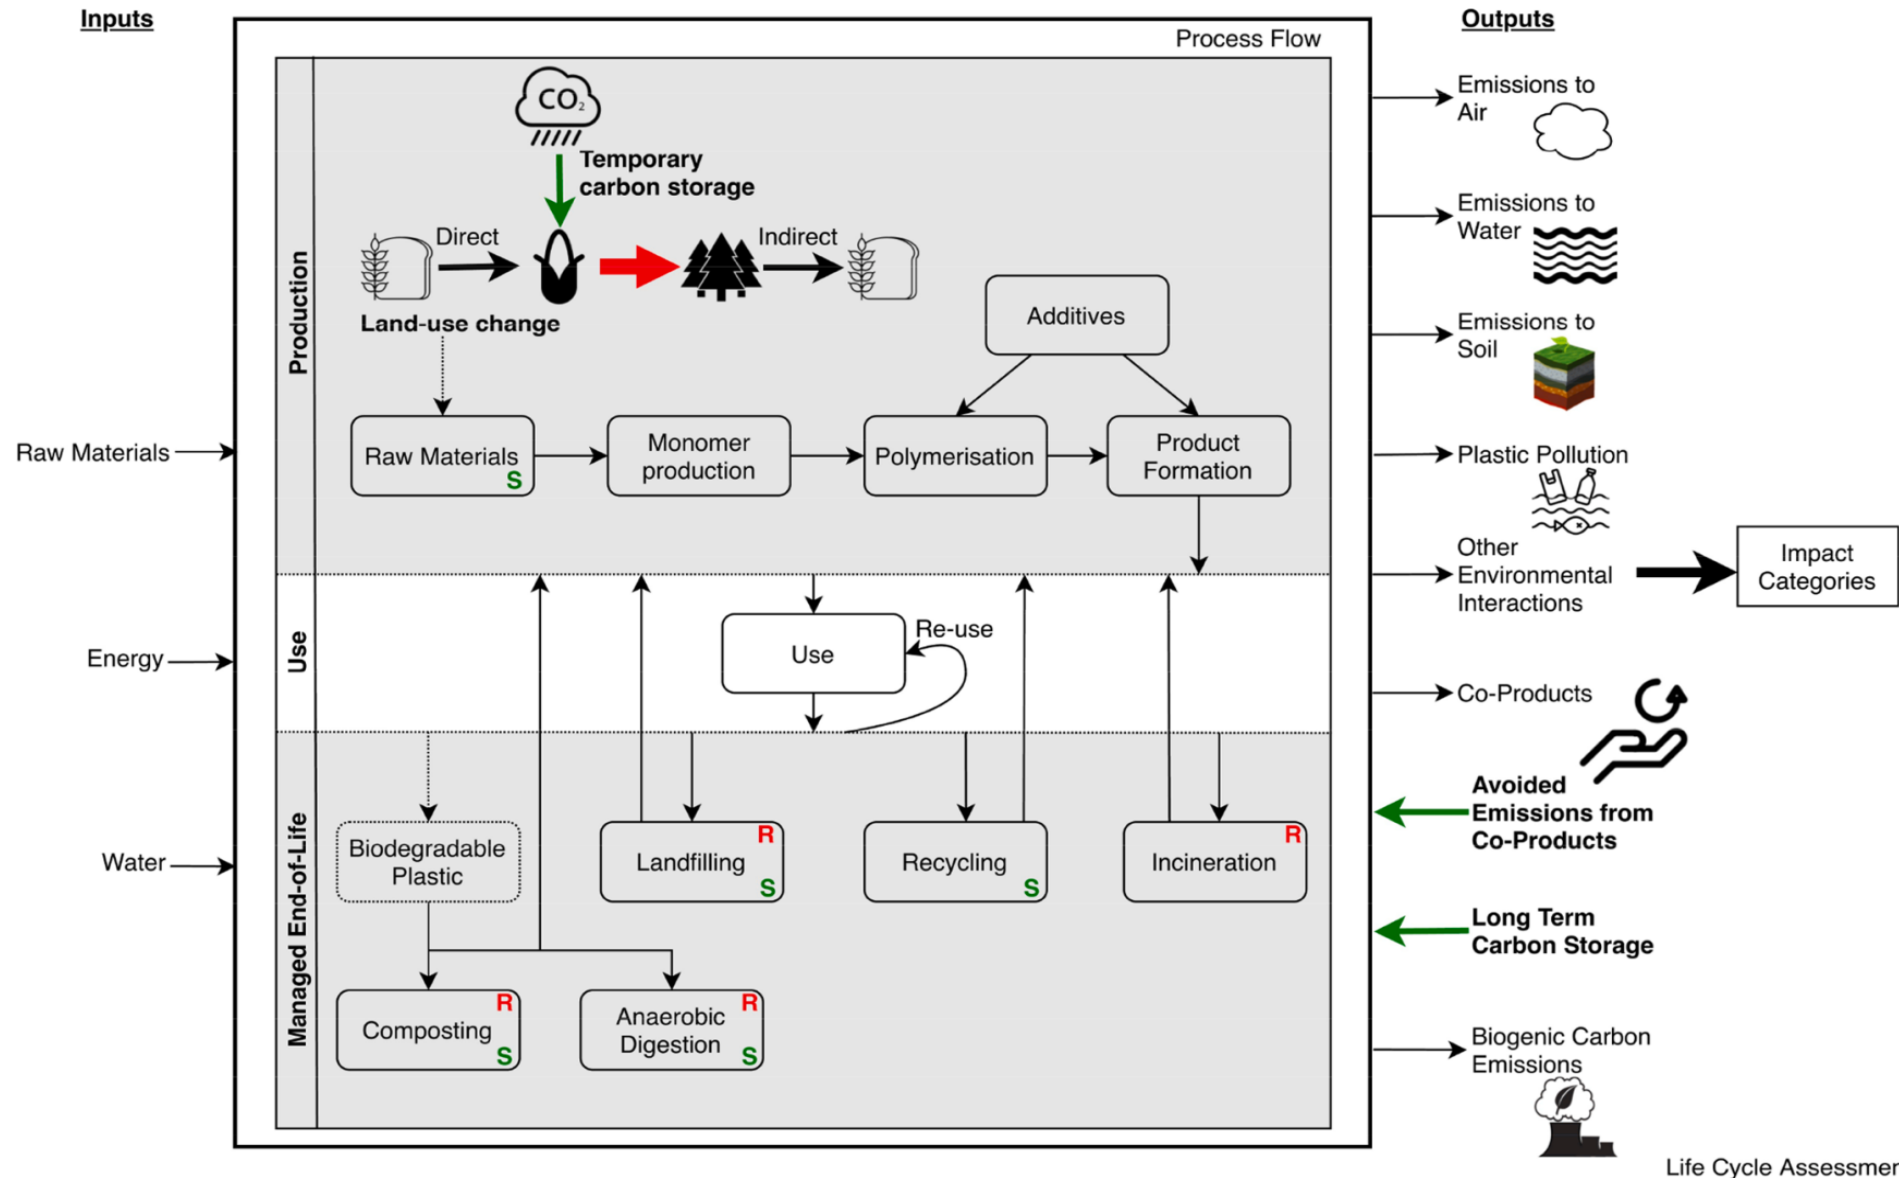 Inputs
Outputs
Process Flow
CO₂
Temporary
carbon storage
Direct
Indirect
Land-use change
Production
Additives
Raw Materials
S
Monomer
production
Polymerisation
Product
Formation
Use
Use
Re-use
Managed End-of-Life
Biodegradable
Plastic
Landfilling
R
S
Recycling
S
Incineration
R
Composting
R
S
Anaerobic
Digestion
R
S
Raw Materials
Energy
Water
Emissions to
Air
Emissions to
Water
Emissions to
Soil
Plastic Pollution
Other
Environmental
Interactions
Impact
Categories
Co-Products
Avoided
Emissions from
Co-Products
Long Term
Carbon Storage
Biogenic Carbon
Emissions
Life Cycle Assessmen